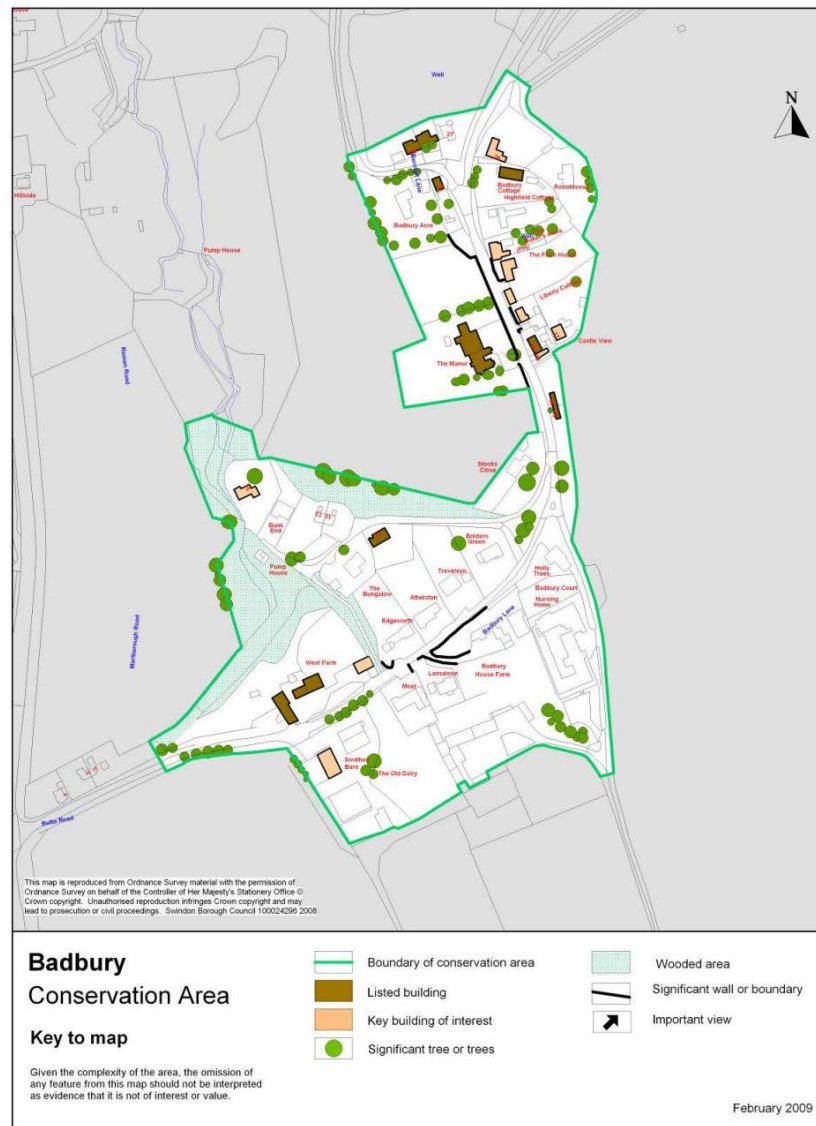 Well
N
27
Hillside
Badbury
Cottage
Highfield Cottage
Badbury Acre
Pump House
The Farm House
Liberty Cottage
Roman Road
The Manor
Castle View
Stocks
Close
Bunk
End
Bolders
Green
Pump
House
The
Bungalow
Treveleyn
Holly
Trees
Athelstan
Badbury Court
Nursing
Home
Edgeworth
Badbury Lane
Marlborough Road
West Farm
Lansdown
Badbury
House Farm
Moat
Barn
The Old Dairy
Butts Road
This map is reproduced from Ordnance Survey material with the permission of
Ordnance Survey on behalf of the Controller of Her Majesty's Stationery Office ©
Crown copyright. Unauthorised reproduction infringes Crown copyright and may
lead to prosecution or civil proceedings. Swindon Borough Council 100024296 2008
Badbury
Conservation Area
Key to map
Given the complexity of the area, the omission of
any feature from this map should not be interpreted
as evidence that it is not of interest or value.
Boundary of conservation area
Listed building
Key building of interest
Significant tree or trees
Wooded area
Significant wall or boundary
Important view
February 2009